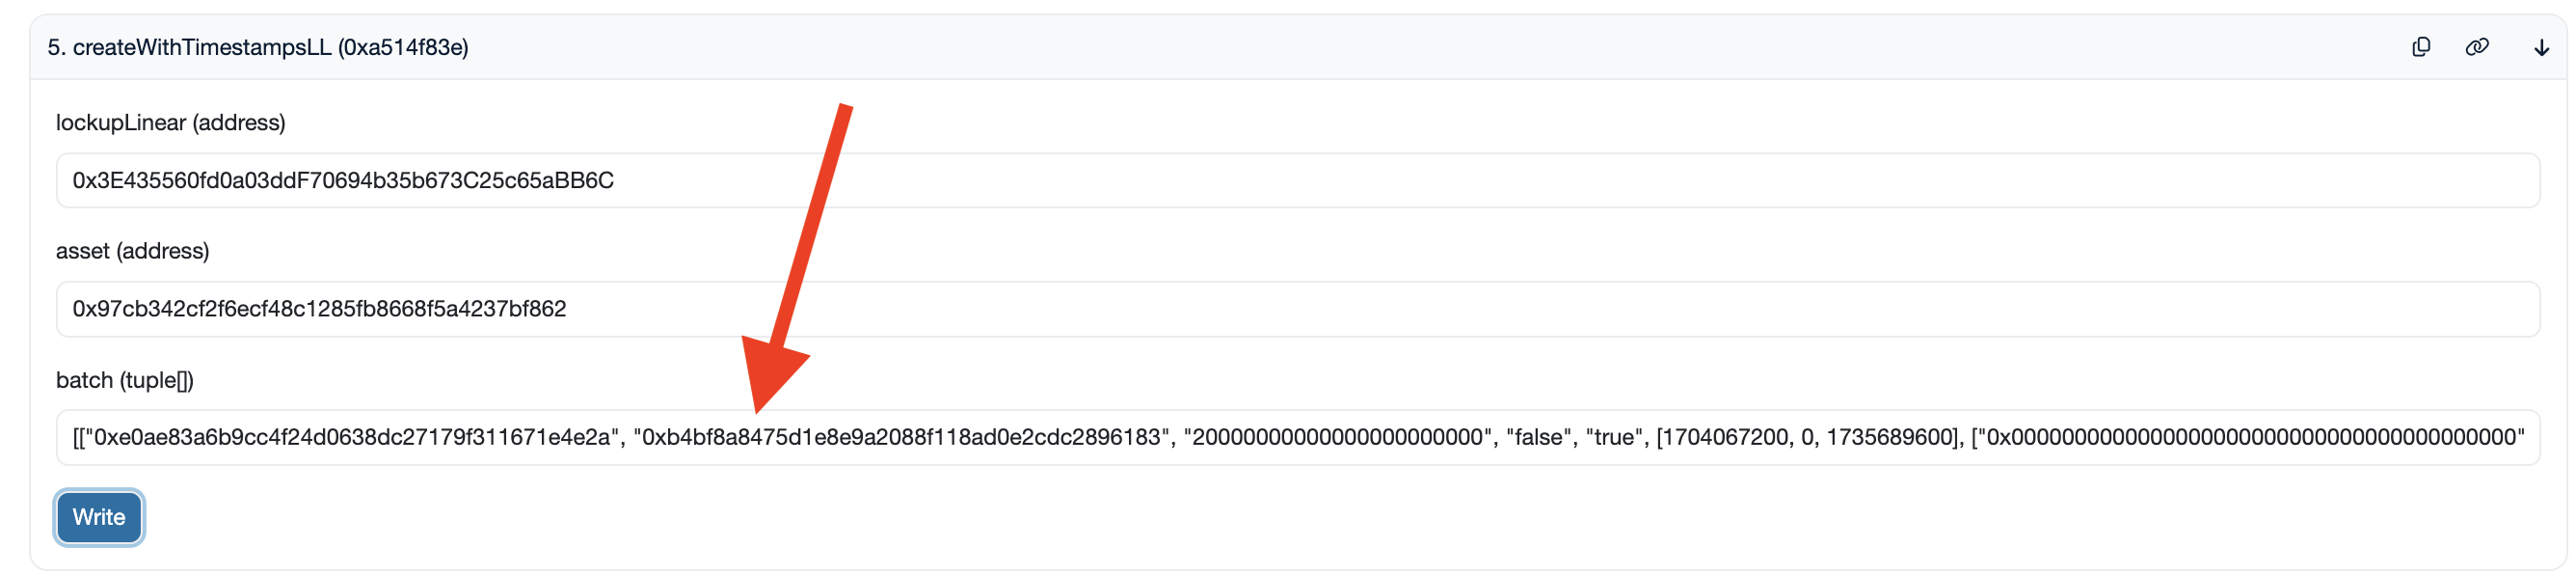 5. createWithTimestampsLL (0xa514f83e)
lockupLinear (address)
0x3E435560fd0a03ddF70694b35b673C25c65aBB6C
asset (address)
0x97cb342cf2f6ecf48c1285fb8668f5a4237bf862
batch (tuple[])
[["0xe0ae83a6b9cc4f24d0638dc27179f311671e4e2a", "0xb4bf8a8475d1e8e9a2088f118ad0e2cdc2896183", "20000000000000000000000", "false", "true", [1704067200, 0, 1735689600], ["0x0000000000000000000000000000000000000000"
Write